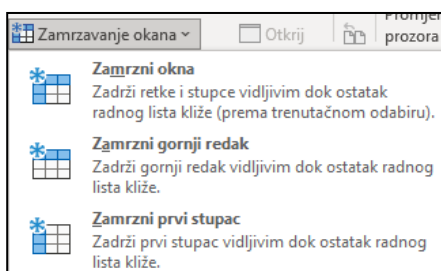 Zamrzavanje okana
Otkrij
Promjen
prozora
Zamrzni okna
Zadrži retke i stupce vidljivim dok ostatak
radnog lista kliže (prema trenutačnom odabiru).
Zamrzni gornji redak
Zadrži gornji redak vidljivim dok ostatak radnog
lista kliže.
Zamrzni prvi stupac
Zadrži prvi stupac vidljivim dok ostatak radnog
lista kliže.